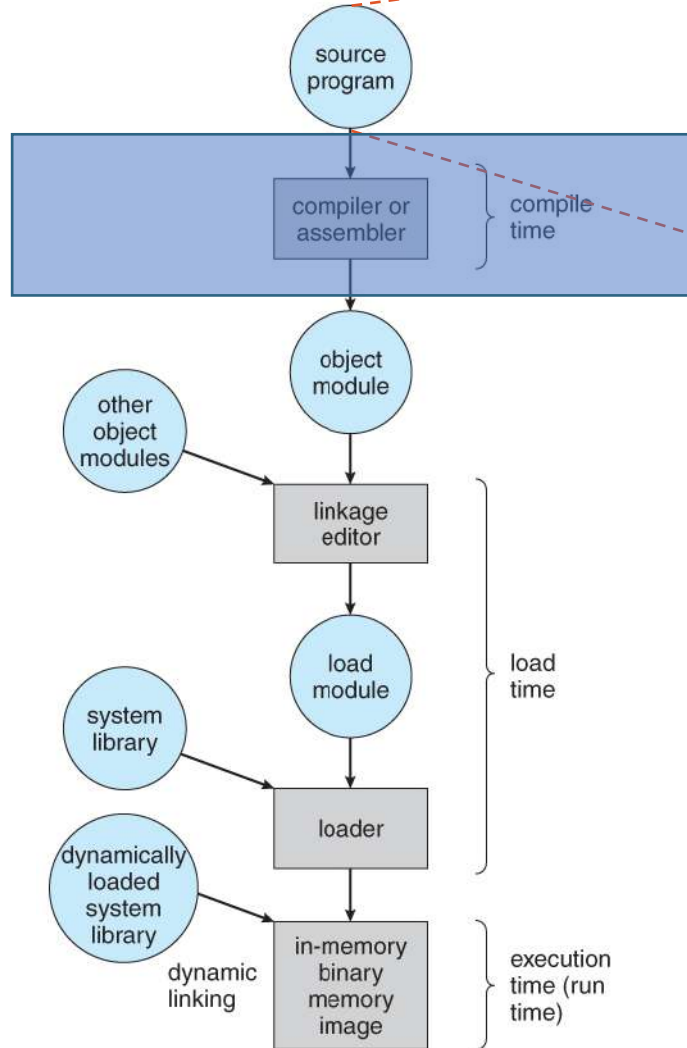 source
program
compiler or
assembler
compile
time
object
module
other
object
modules
linkage
editor
load
module
load
time
system
library
loader
dynamically
loaded
system
library
dynamic
linking
in-memory
binary
memory
image
execution
time (run
time)